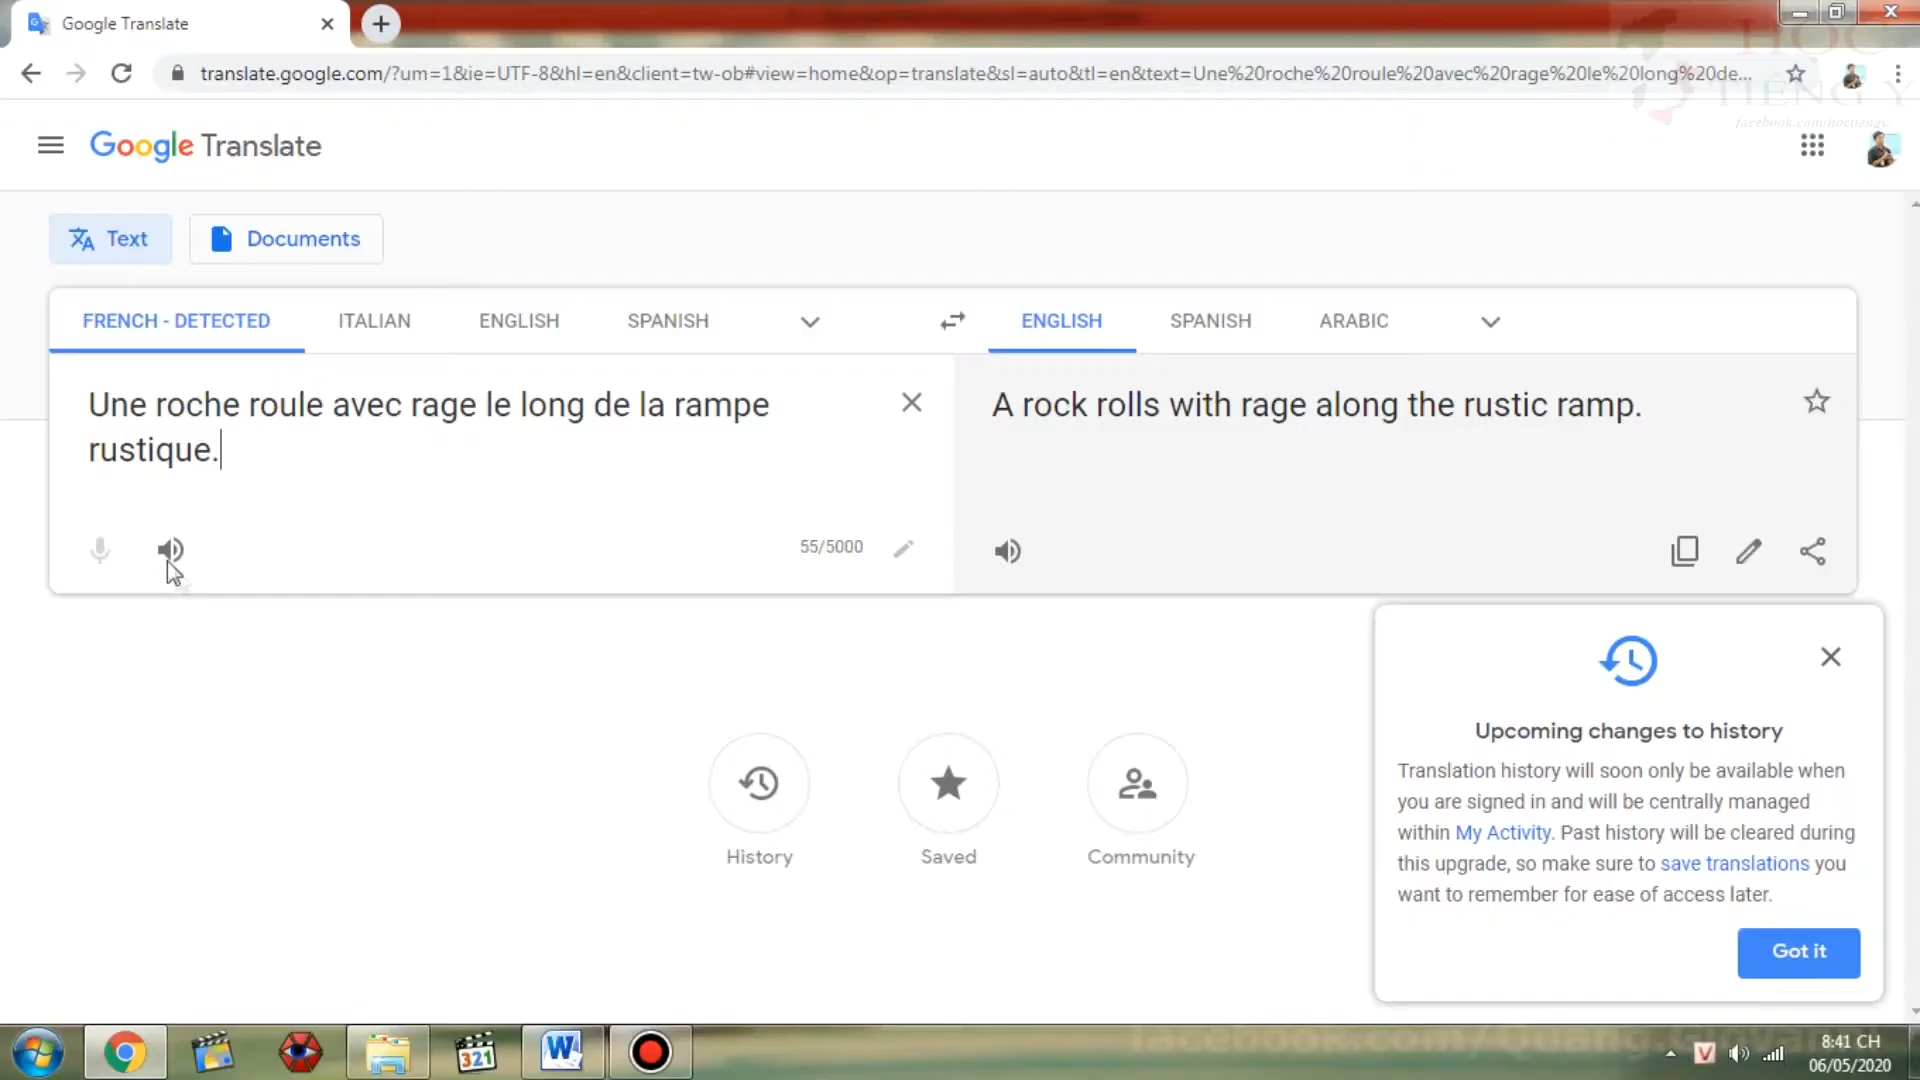 Google Translate
translate.google.com/?um=1&ie=UTF-8&hl=en&client=tw-ob#view=home&op=translate&sl=auto&tl=en&text=Une%20roche%20roule%20avec%20rage%20le%20long%20de...
HOC
TIENG Y
Google Translate
Text
Documents
FRENCH - DETECTED
ITALIAN
ENGLISH
SPANISH
ENGLISH
SPANISH
ARABIC
Une roche roule avec rage le long de la rampe
rustique.
A rock rolls with rage along the rustic ramp.
55/5000
Upcoming changes to history
Translation history will soon only be available when
you are signed in and will be centrally managed
within My Activity. Past history will be cleared during
this upgrade, so make sure to save translations you
want to remember for ease of access later.
Got it
History
Saved
Community
321
W
V
8:41 CH
06/05/2020